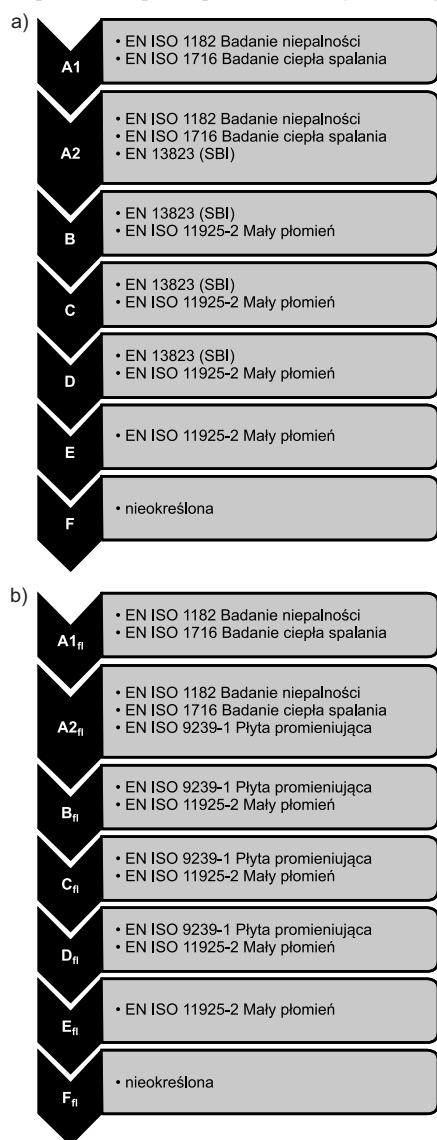 a)
A1
• EN ISO 1182 Badanie niepalności
• EN ISO 1716 Badanie ciepła spalania
A2
• EN ISO 1182 Badanie niepalności
• EN ISO 1716 Badanie ciepła spalania
• EN 13823 (SBI)
B
• EN 13823 (SBI)
• EN ISO 11925-2 Mały płomień
C
• EN 13823 (SBI)
• EN ISO 11925-2 Mały płomień
D
• EN 13823 (SBI)
• EN ISO 11925-2 Mały płomień
E
• EN ISO 11925-2 Mały płomień
F
• nieokreślona
b)
A1fl
• EN ISO 1182 Badanie niepalności
• EN ISO 1716 Badanie ciepła spalania
A2fl
• EN ISO 1182 Badanie niepalności
• EN ISO 1716 Badanie ciepła spalania
• EN ISO 9239-1 Płyta promieniująca
Bfl
• EN ISO 9239-1 Płyta promieniująca
• EN ISO 11925-2 Mały płomień
Cfl
• EN ISO 9239-1 Płyta promieniująca
• EN ISO 11925-2 Mały płomień
Dfl
• EN ISO 9239-1 Płyta promieniująca
• EN ISO 11925-2 Mały płomień
Efl
• EN ISO 11925-2 Mały płomień
Ffl
• nieokreślona